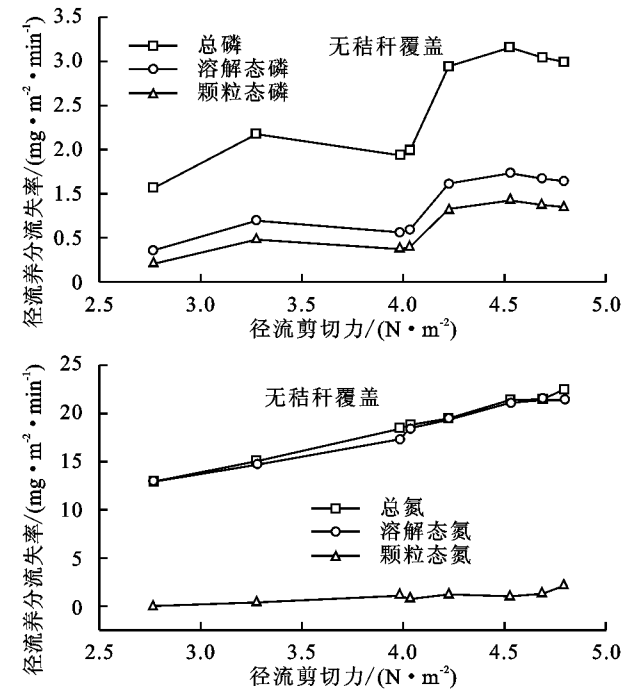 3.5
3.0
2.5
2.0
1.5
0.5
0
径流养分流失率/(mg·m⁻²·min⁻¹)
总磷
溶解态磷
颗粒态磷
无秸秆覆盖
2.5 3.0 3.5 4.0 4.5 5.0
径流剪切力/(N·m⁻²)
25
20
15
10
5
0
径流养分流失率/(mg·m⁻²·min⁻¹)
无秸秆覆盖
总氮
溶解态氮
颗粒态氮
2.5 3.0 3.5 4.0 4.5 5.0
径流剪切力/(N·m⁻²)